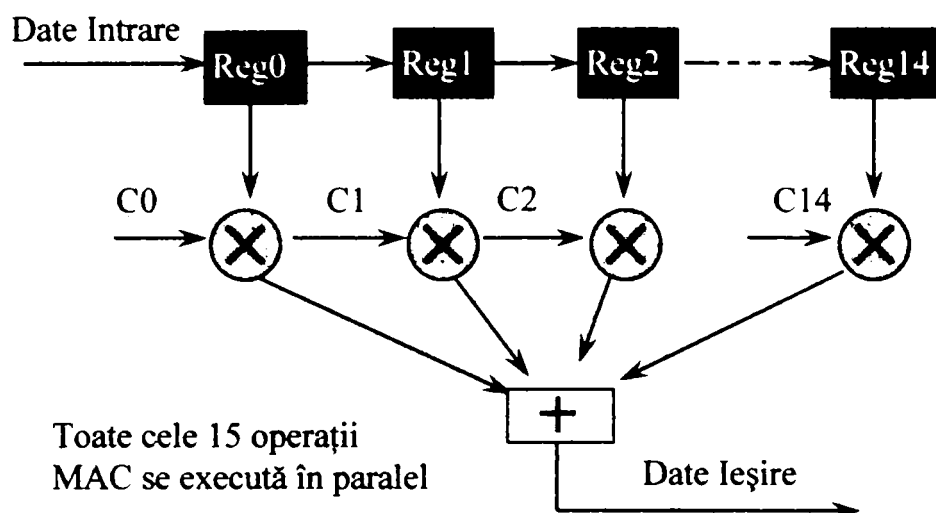 Date Intrare
Reg0 Reg1 Reg2 Reg14
C0 C1 C2 C14
+
Toate cele 15 operații
MAC se execută în paralel
Date Ieșire